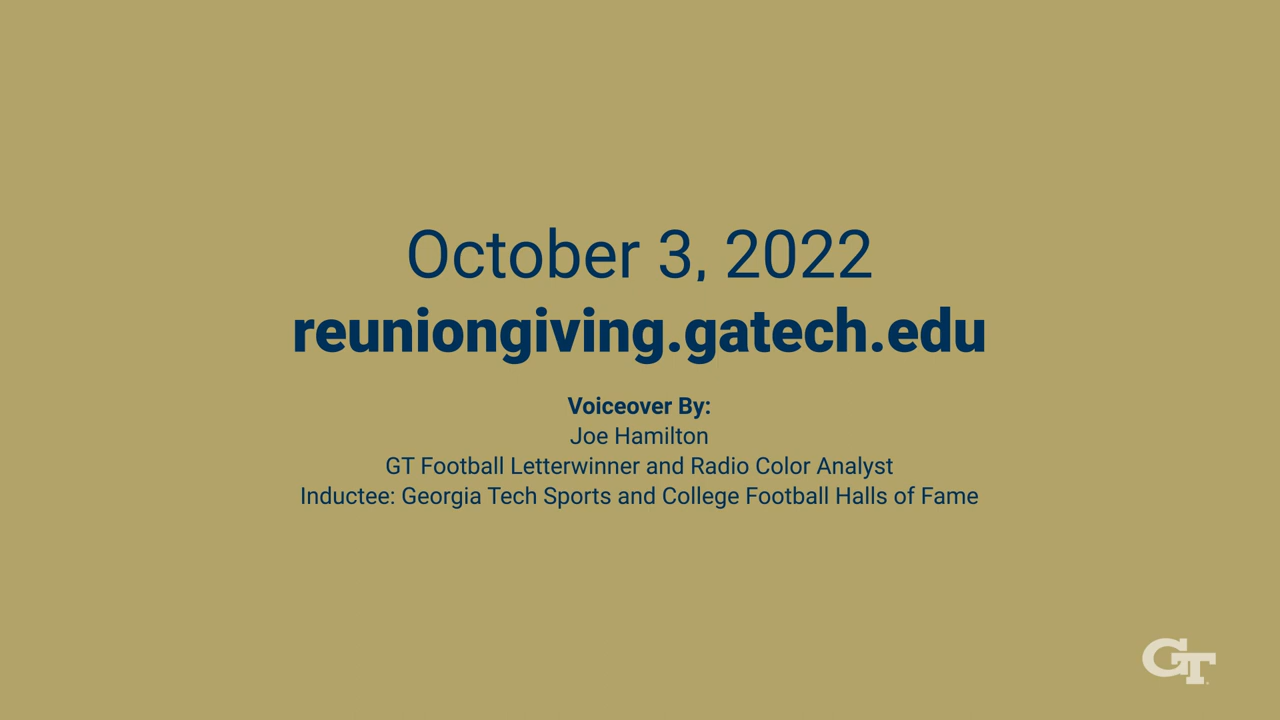 October 3, 2022
reuniongiving.gatech.edu
Voiceover By:
Joe Hamilton
GT Football Letterwinner and Radio Color Analyst
Inductee: Georgia Tech Sports and College Football Halls of Fame
GT